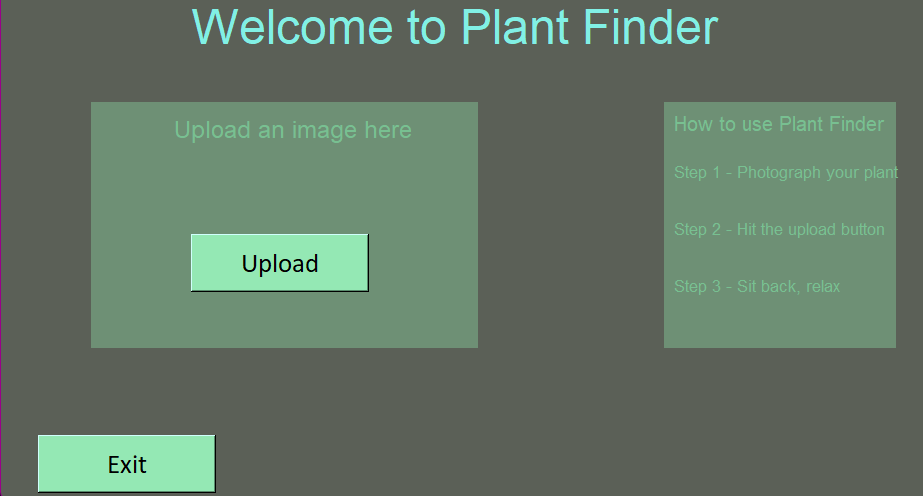 Welcome to Plant Finder
Upload an image here
Upload
How to use Plant Finder
Step 1 - Photograph your plant
Step 2 - Hit the upload button
Step 3 - Sit back, relax
Exit